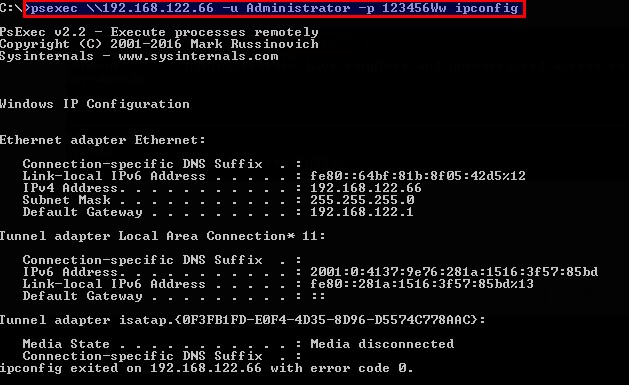 C:\>psexec \\192.168.122.66 -u Administrator -p 123456Ww ipconfig
PsExec v2.2 - Execute processes remotely
Copyright (C) 2001-2016 Mark Russinovich
Sysinternals - www.sysinternals.com
Windows IP Configuration
Ethernet adapter Ethernet:
Connection-specific DNS Suffix  . :
Link-local IPv6 Address . . . . . : fe80::64bf:81b:8f05:42d5%12
IPv4 Address. . . . . . . . . . . : 192.168.122.66
Subnet Mask . . . . . . . . . . . : 255.255.255.0
Default Gateway . . . . . . . . . : 192.168.122.1
Tunnel adapter Local Area Connection* 11:
Connection-specific DNS Suffix  . :
IPv6 Address. . . . . . . . . . . : 2001:0:4137:9e76:281a:1516:3f57:85bd
Link-local IPv6 Address . . . . . : fe80::281a:1516:3f57:85bd%13
Default Gateway . . . . . . . . . : ::
Tunnel adapter isatap.{0F3FB1FD-E0F4-4D35-8D96-D5574C778AAC}:
Media State . . . . . . . . . . . : Media disconnected
Connection-specific DNS Suffix  . :
ipconfig exited on 192.168.122.66 with error code 0.